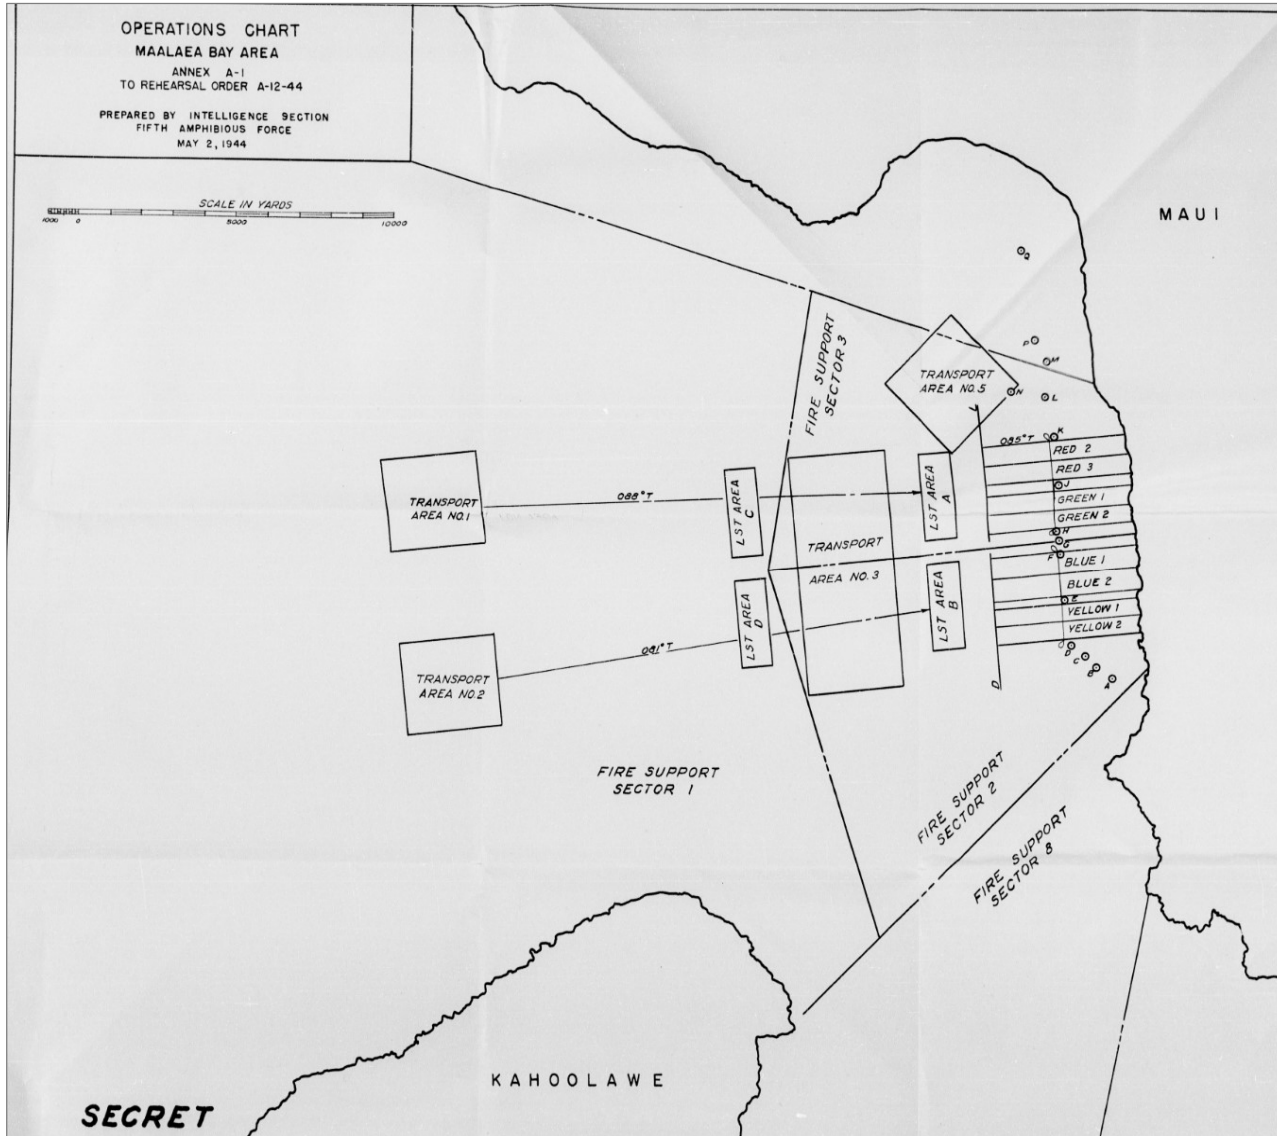 OPERATIONS CHART
MAALAEA BAY AREA
ANNEX A-1
TO REHEARSAL ORDER A-12-44
PREPARED BY INTELLIGENCE SECTION
FIFTH AMPHIBIOUS FORCE
MAY 2, 1944
SCALE IN YARDS
1000 0 5000 10000
MAUI
Q
P
M
FIRE SUPPORT
SECTOR 3
TRANSPORT
AREA NO.5
N
L
K
085°T
RED 2
RED 3
J
GREEN 1
GREEN 2
H
G
F
BLUE 1
BLUE 2
E
YELLOW 1
YELLOW 2
D
C
B
A
D
TRANSPORT
AREA NO.1
088°T
LST AREA
C
LST AREA
A
TRANSPORT
AREA NO.3
LST AREA
D
LST AREA
B
081°T
TRANSPORT
AREA NO.2
FIRE SUPPORT
SECTOR 1
FIRE SUPPORT
SECTOR 2
FIRE SUPPORT
SECTOR 8
KAHOOLAWE
SECRET